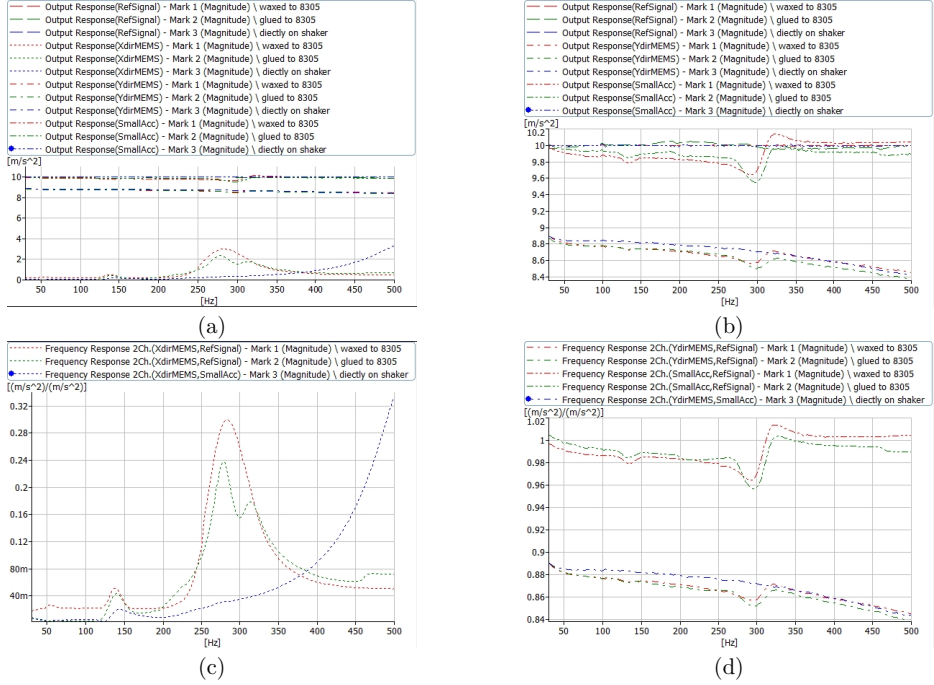 Output Response(RefSignal) - Mark 1 (Magnitude) \ waxed to 8305
Output Response(RefSignal) - Mark 2 (Magnitude) \ glued to 8305
Output Response(RefSignal) - Mark 3 (Magnitude) \ diectly on shaker
Output Response(XdirMEMS) - Mark 1 (Magnitude) \ waxed to 8305
Output Response(XdirMEMS) - Mark 2 (Magnitude) \ glued to 8305
Output Response(XdirMEMS) - Mark 3 (Magnitude) \ diectly on shaker
Output Response(YdirMEMS) - Mark 1 (Magnitude) \ waxed to 8305
Output Response(YdirMEMS) - Mark 2 (Magnitude) \ glued to 8305
Output Response(YdirMEMS) - Mark 3 (Magnitude) \ diectly on shaker
Output Response(SmallAcc) - Mark 1 (Magnitude) \ waxed to 8305
Output Response(SmallAcc) - Mark 2 (Magnitude) \ glued to 8305
Output Response(SmallAcc) - Mark 3 (Magnitude) \ diectly on shaker
[m/s^2]
10
8
6
4
2
0
50 100 150 200 250 300 350 400 450 500
[Hz]
(a)
Output Response(RefSignal) - Mark 1 (Magnitude) \ waxed to 8305
Output Response(RefSignal) - Mark 2 (Magnitude) \ glued to 8305
Output Response(RefSignal) - Mark 3 (Magnitude) \ diectly on shaker
Output Response(YdirMEMS) - Mark 1 (Magnitude) \ waxed to 8305
Output Response(YdirMEMS) - Mark 2 (Magnitude) \ glued to 8305
Output Response(YdirMEMS) - Mark 3 (Magnitude) \ diectly on shaker
Output Response(SmallAcc) - Mark 1 (Magnitude) \ waxed to 8305
Output Response(SmallAcc) - Mark 2 (Magnitude) \ glued to 8305
Output Response(SmallAcc) - Mark 3 (Magnitude) \ diectly on shaker
[m/s^2]
10.2
10
9.8
9.6
9.4
9.2
9
8.8
8.6
8.4
50 100 150 200 250 300 350 400 450 500
[Hz]
(b)
Frequency Response 2Ch.(XdirMEMS,RefSignal) - Mark 1 (Magnitude) \ waxed to 8305
Frequency Response 2Ch.(XdirMEMS,RefSignal) - Mark 2 (Magnitude) \ glued to 8305
Frequency Response 2Ch.(XdirMEMS,SmallAcc) - Mark 3 (Magnitude) \ diectly on shaker
[(m/s^2)/(m/s^2)]
0.32
0.28
0.24
0.2
0.16
0.12
80m
40m
50 100 150 200 250 300 350 400 450 500
[Hz]
(c)
Frequency Response 2Ch.(YdirMEMS,RefSignal) - Mark 1 (Magnitude) \ waxed to 8305
Frequency Response 2Ch.(YdirMEMS,RefSignal) - Mark 2 (Magnitude) \ glued to 8305
Frequency Response 2Ch.(SmallAcc,RefSignal) - Mark 1 (Magnitude) \ waxed to 8305
Frequency Response 2Ch.(SmallAcc,RefSignal) - Mark 2 (Magnitude) \ glued to 8305
Frequency Response 2Ch.(YdirMEMS,SmallAcc) - Mark 3 (Magnitude) \ diectly on shaker
[(m/s^2)/(m/s^2)]
1.02
1
0.98
0.96
0.94
0.92
0.9
0.88
0.86
0.84
50 100 150 200 250 300 350 400 450 500
[Hz]
(d)